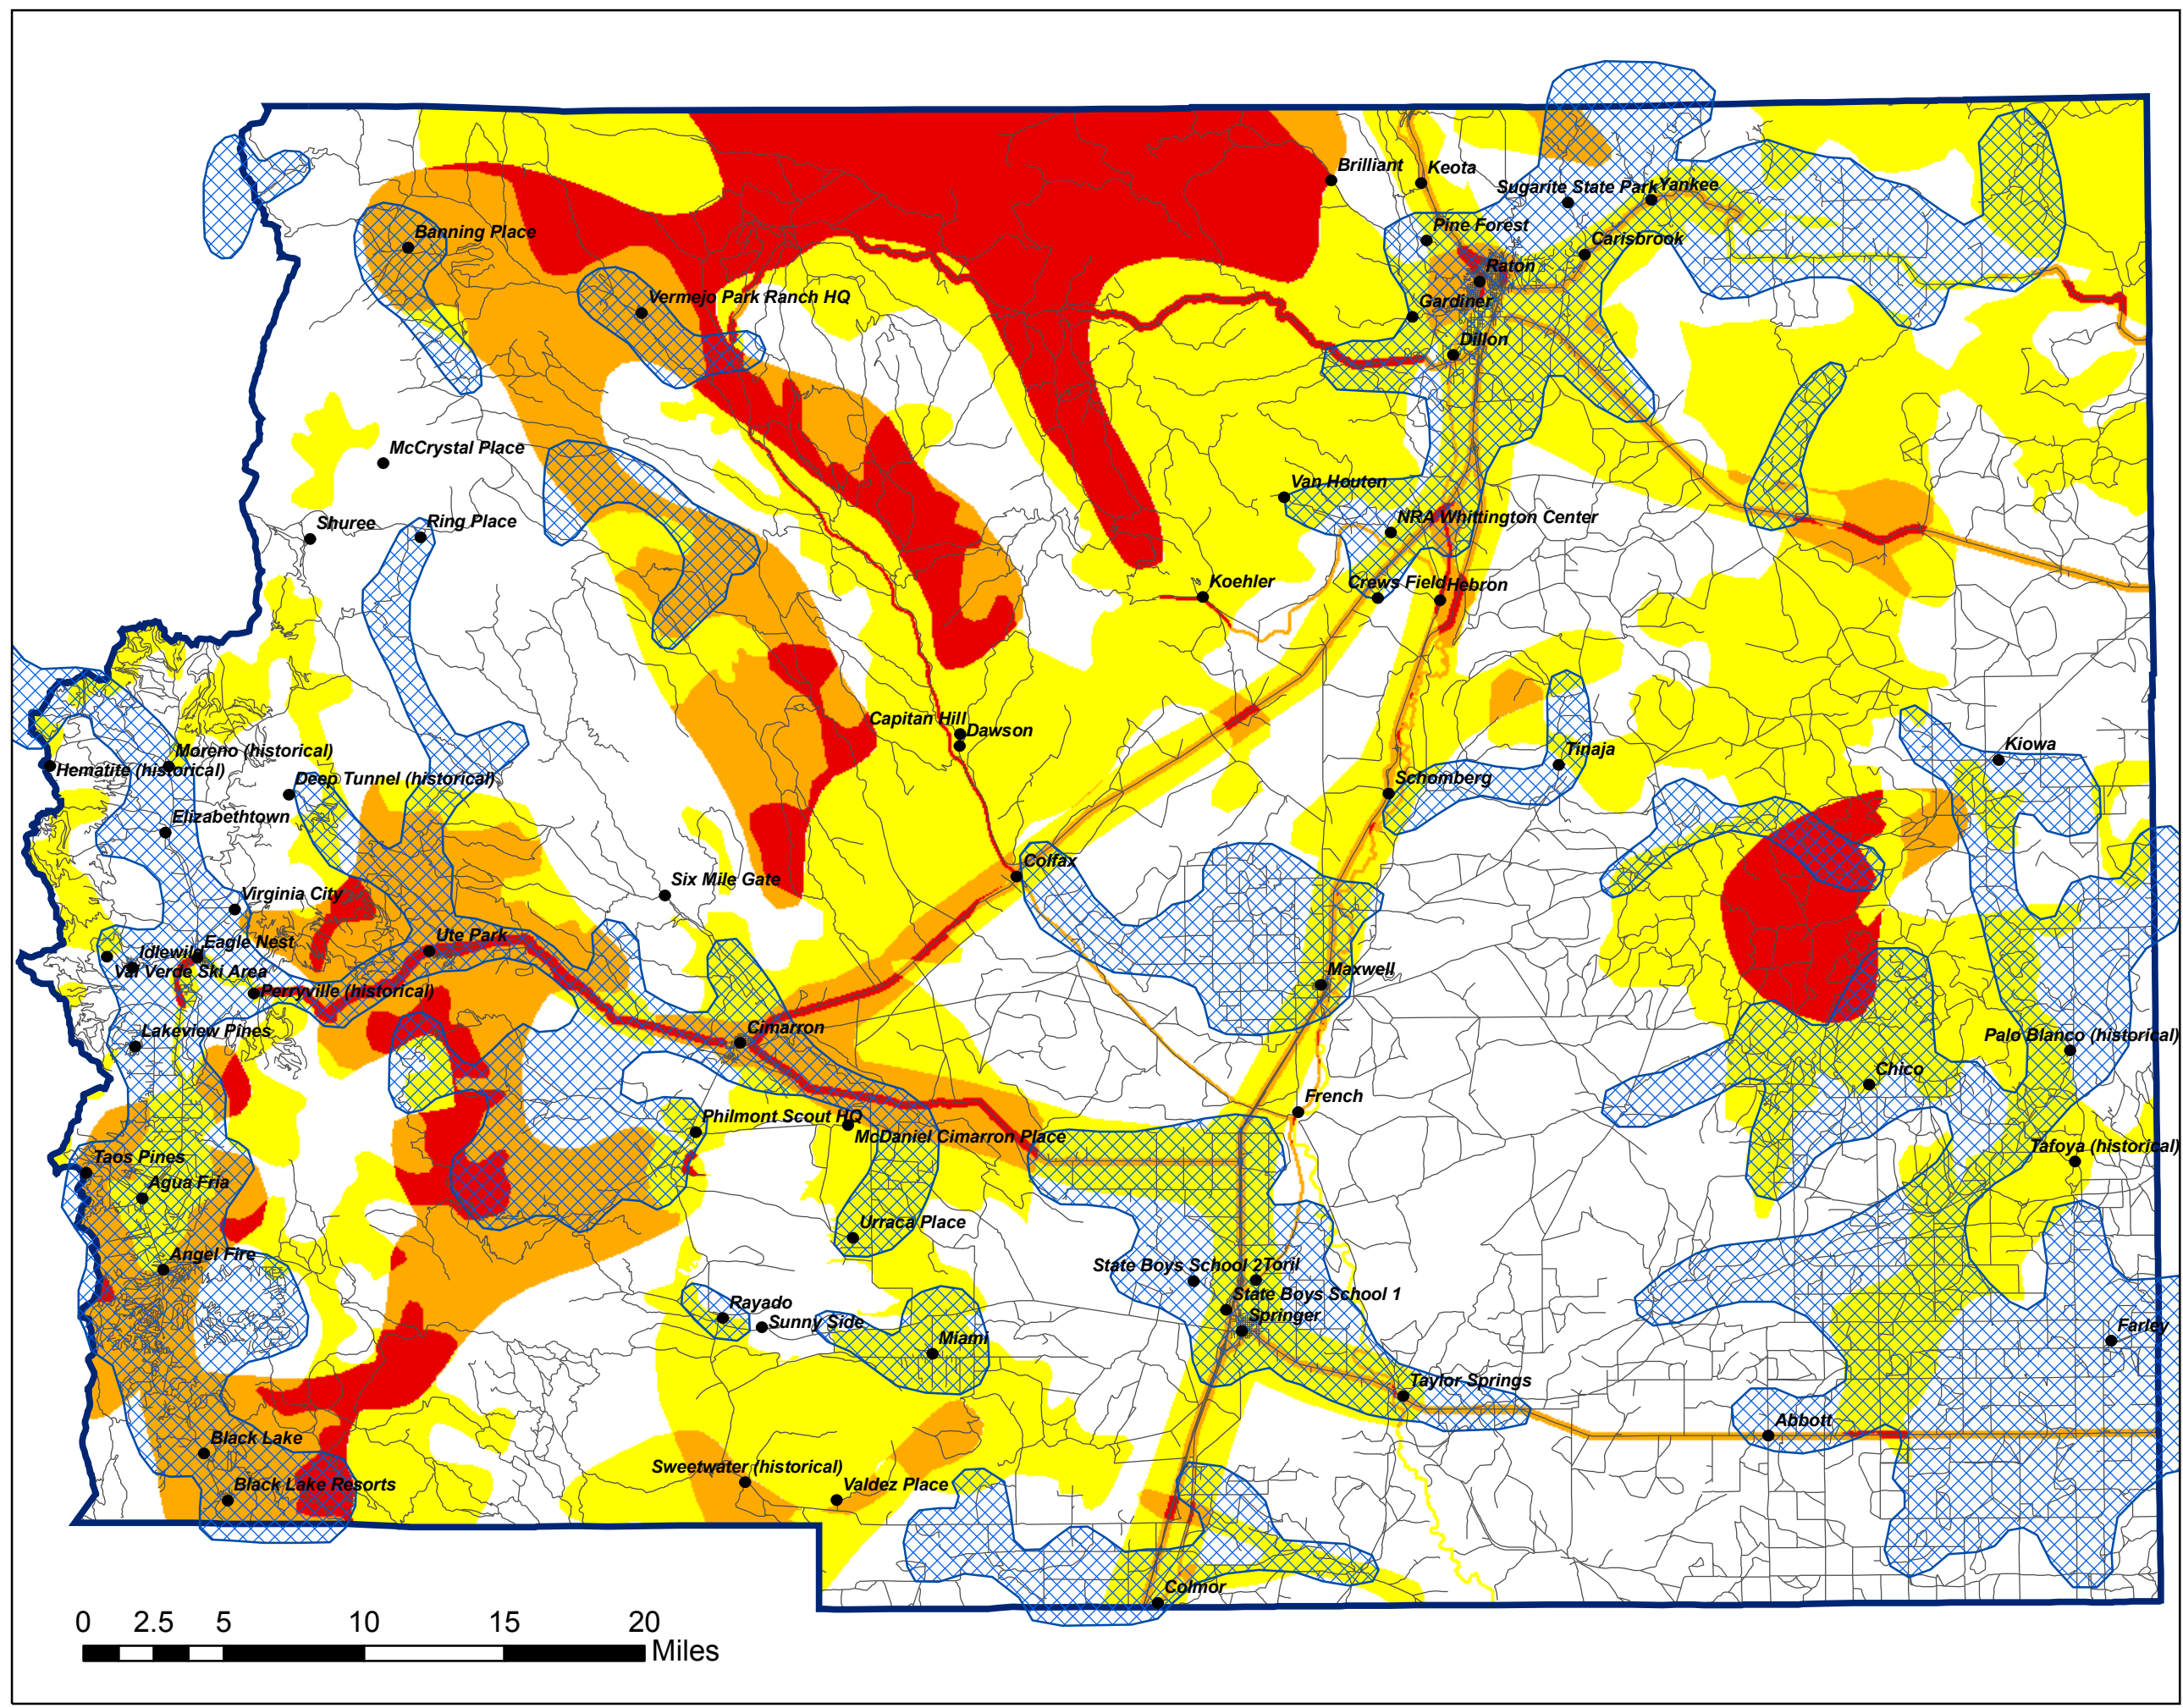 Brilliant
Keota
Sugarite State Park
Yankee
Pine Forest
Banning Place
Carisbrook
Raton
Vermejo Park Ranch HQ
Gardiner
Dillon
McCrystal Place
Van Houten
Shuree
Ring Place
NRA Whittington Center
Koehler
Crews Field
Hebron
Capitan Hill
Dawson
Moreno (historical)
Kiowa
Tinaja
Hematite (historical)
Deep Tunnel (historical)
Schomberg
Elizabethtown
Colfax
Six Mile Gate
Virginia City
Ute Park
Eagle Nest
Idlewild
Val Verde Ski Area
Maxwell
Perryville (historical)
Cimarron
Lakeview Pines
Palo Blanco (historical)
Chico
French
Philmont Scout HQ
McDaniel Cimarron Place
Tafoya (historical)
Taos Pines
Agua Fria
Urraca Place
Angel Fire
State Boys School 2
Toril
Rayado
State Boys School 1
Sunny Side
Springer
Farley
Miami
Taylor Springs
Abbott
Black Lake
Sweetwater (historical)
Black Lake Resorts
Valdez Place
Colmor
0 2.5 5 10 15 20
Miles